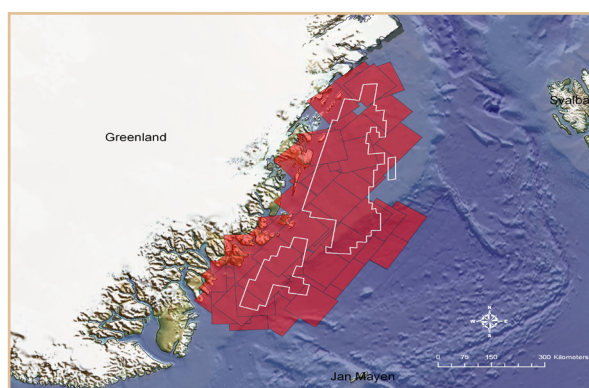 Svalba
Greenland
N
W
E
S
0 75 150 300 Kilometers
Jan Mayen